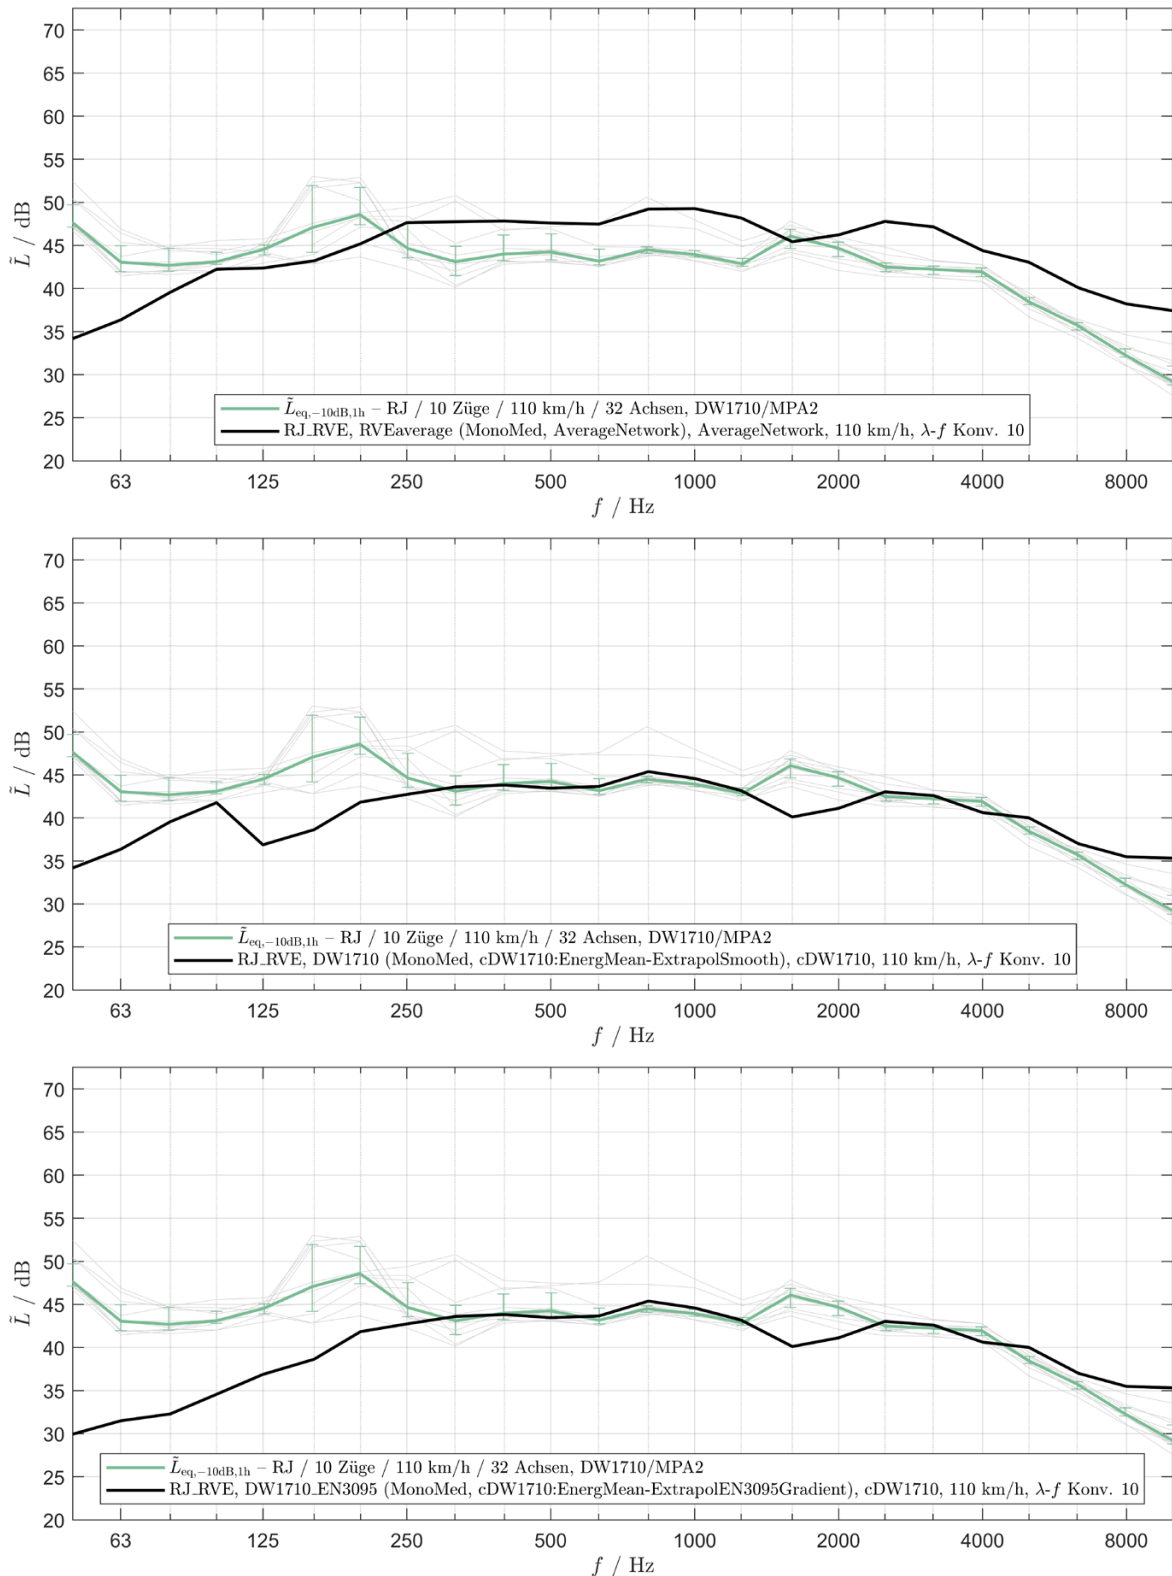 70
65
60
55
50
45
40
35
30
25
20
L̃ / dB
L̃eq,−10dB,1h – RJ / 10 Züge / 110 km/h / 32 Achsen, DW1710/MPA2
RJ_RVE, RVEaverage (MonoMed, AverageNetwork), AverageNetwork, 110 km/h, λ-f Konv. 10
63 125 250 500 1000 2000 4000 8000
f / Hz
70
65
60
55
50
45
40
35
30
25
20
L̃ / dB
L̃eq,−10dB,1h – RJ / 10 Züge / 110 km/h / 32 Achsen, DW1710/MPA2
RJ_RVE, DW1710 (MonoMed, cDW1710:EnergMean-ExtrapolSmooth), cDW1710, 110 km/h, λ-f Konv. 10
63 125 250 500 1000 2000 4000 8000
f / Hz
70
65
60
55
50
45
40
35
30
25
20
L̃ / dB
L̃eq,−10dB,1h – RJ / 10 Züge / 110 km/h / 32 Achsen, DW1710/MPA2
RJ_RVE, DW1710_EN3095 (MonoMed, cDW1710:EnergMean-ExtrapolEN3095Gradient), cDW1710, 110 km/h, λ-f Konv. 10
63 125 250 500 1000 2000 4000 8000
f / Hz